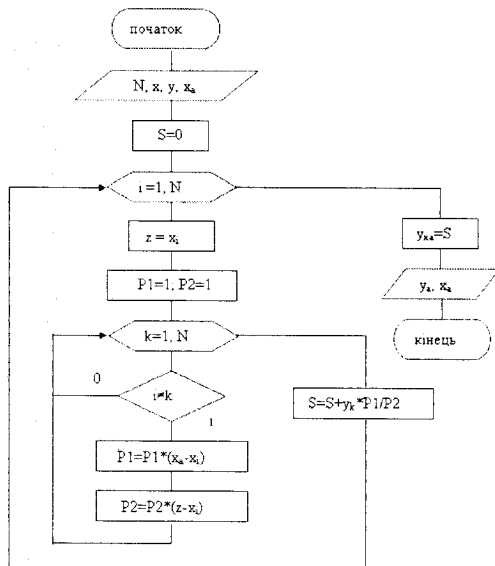 початок
N, x, y, xₐ
S=0
i =1, N
z = xᵢ
P1=1; P2=1
k=1, N
0
i≠k
1
P1=P1*(xₐ-xᵢ)
P2=P2*(z-xᵢ)
S=S+yₖ*P1/P2
yₓₐ=S
yₐ, xₐ
кінець